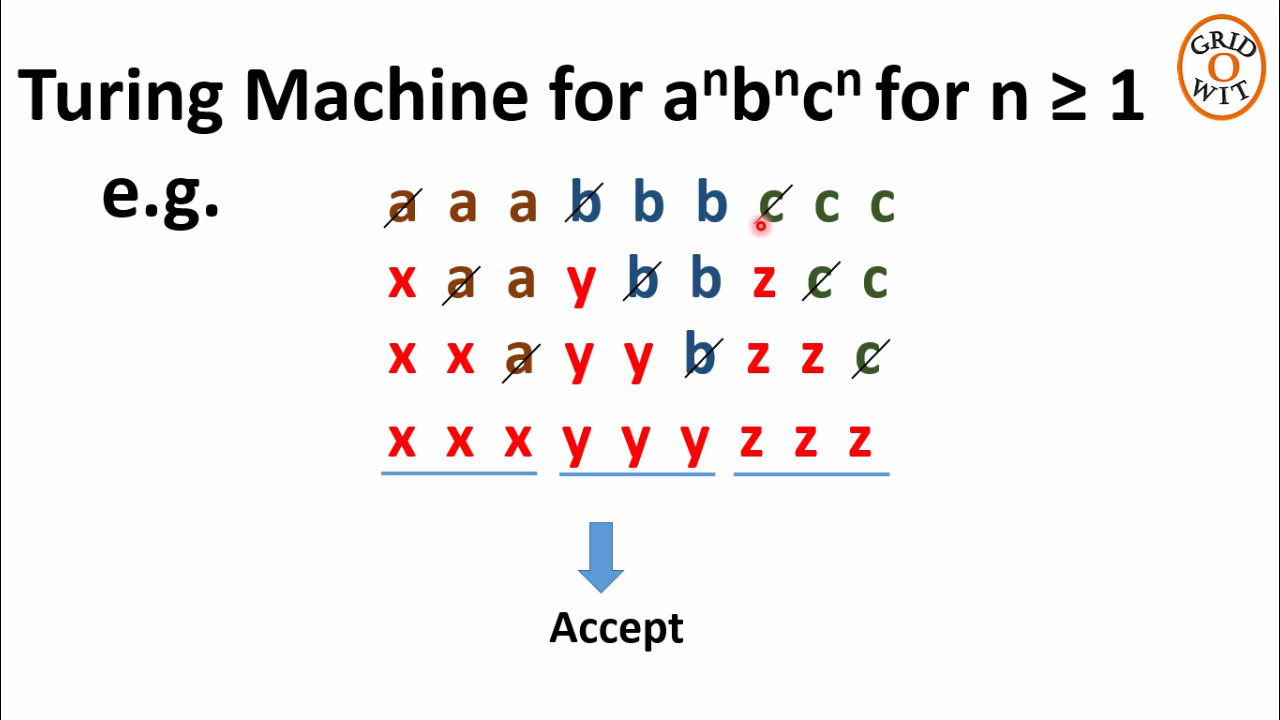 Turing Machine for aⁿbⁿcⁿ for n ≥ 1
GRID
O
WIT
e.g.
a a a b b b c c c
x a a y b b z c c
x x a y y b z z c
x x x y y y z z z
Accept